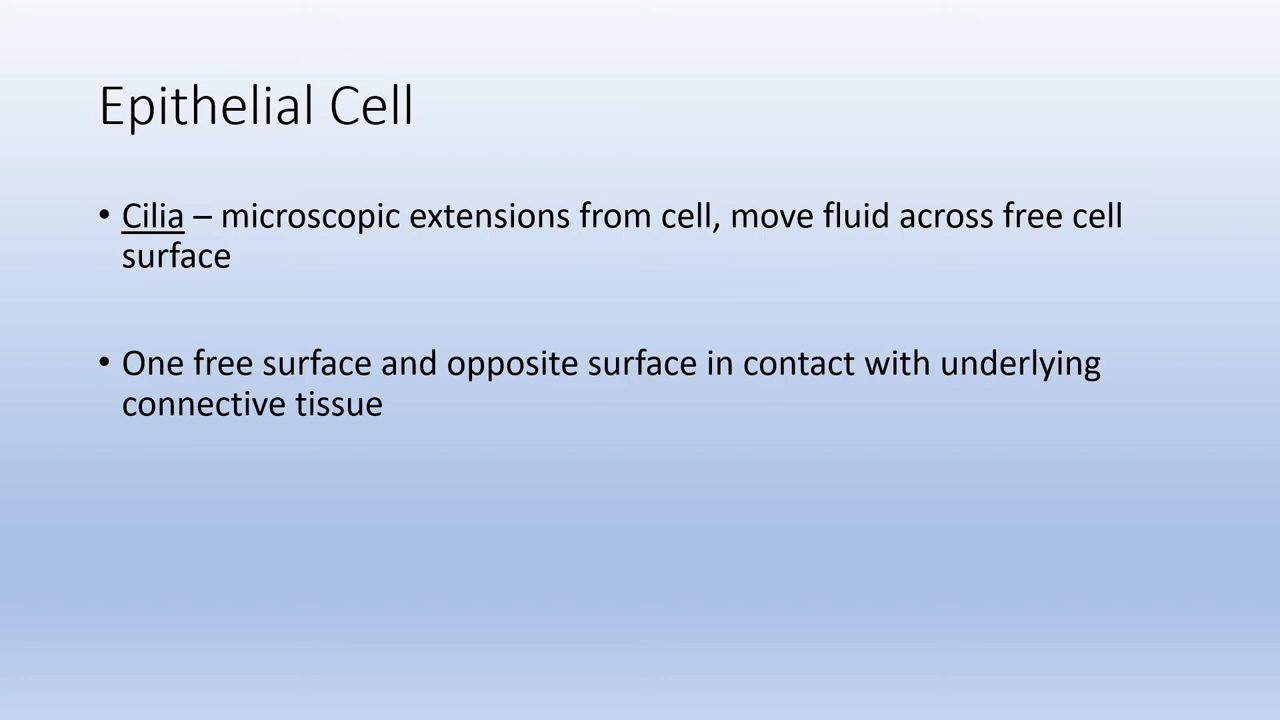 Epithelial Cell
• Cilia – microscopic extensions from cell, move fluid across free cell
surface
• One free surface and opposite surface in contact with underlying
connective tissue